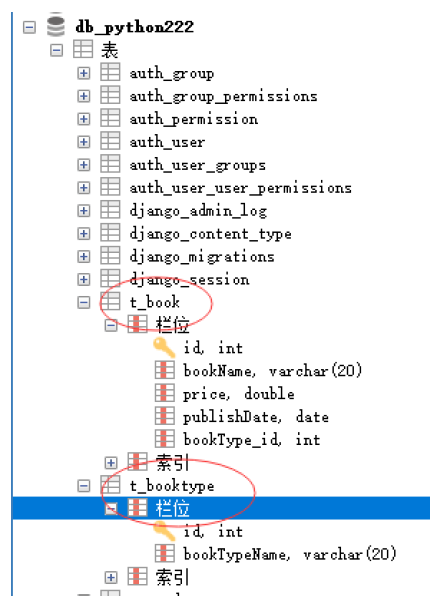 db_python222
表
auth_group
auth_group_permissions
auth_permission
auth_user
auth_user_groups
auth_user_user_permissions
django_admin_log
django_content_type
django_migrations
django_session
t_book
栏位
id, int
bookName, varchar(20)
price, double
publishDate, date
bookType_id, int
索引
t_booktype
栏位
id, int
bookTypeName, varchar(20)
索引